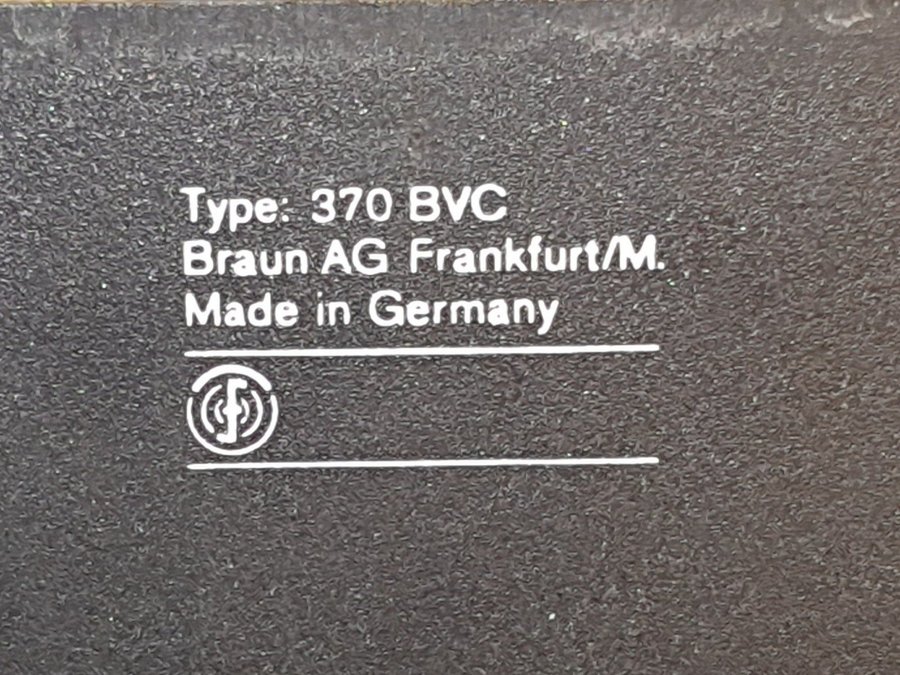 Type: 370 BVC
Braun AG Frankfurt/M.
Made in Germany